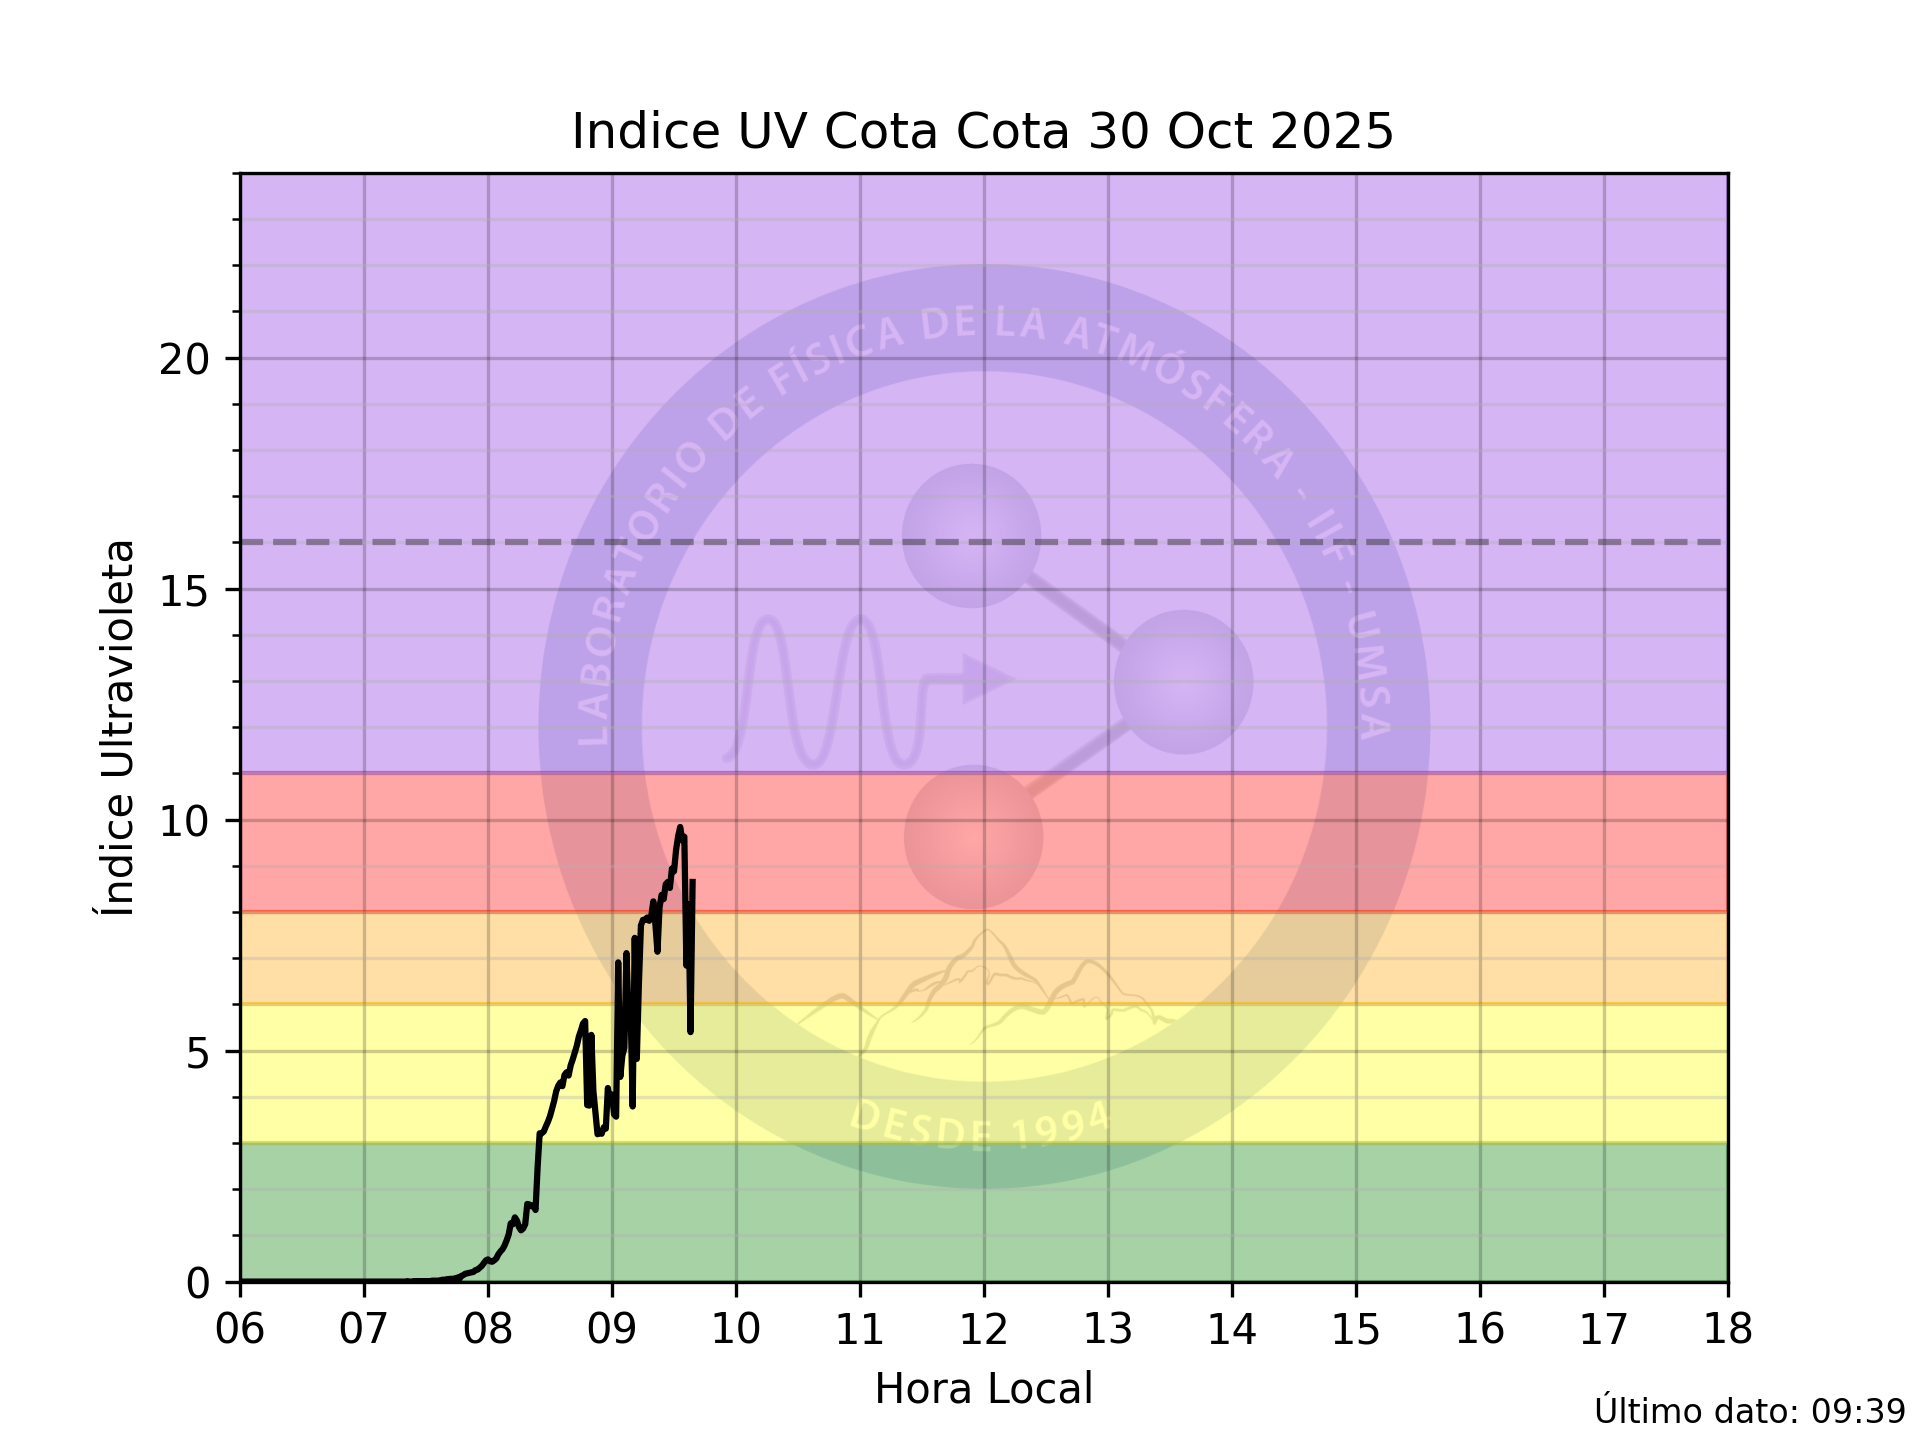 Indice UV Cota Cota 30 Oct 2025
20
15
10
5
0
Índice Ultravioleta
LABORATORIO DE FÍSICA DE LA ATMÓSFERA - IIF - UMSA
DESDE 1994
06 07 08 09 10 11 12 13 14 15 16 17 18
Hora Local
Último dato: 09:39